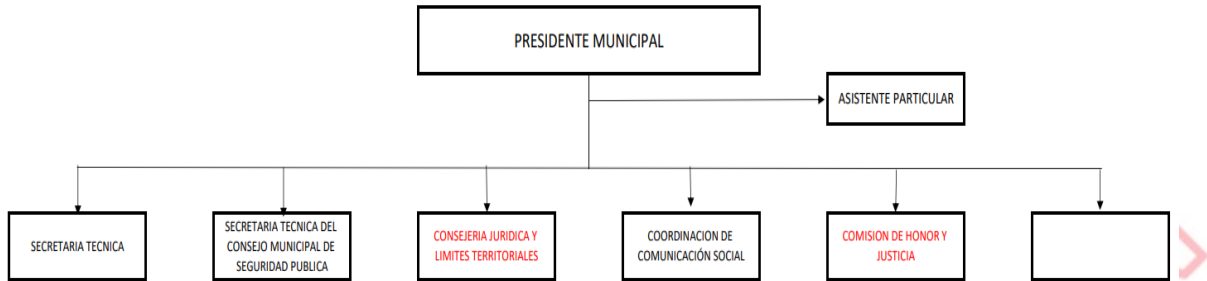 PRESIDENTE MUNICIPAL
ASISTENTE PARTICULAR
SECRETARIA TECNICA
SECRETARIA TECNICA DEL
CONSEJO MUNICIPAL DE
SEGURIDAD PUBLICA
CONSEJERIA JURIDICA Y
LIMITES TERRITORIALES
COORDINACION DE
COMUNICACIÓN SOCIAL
COMISION DE HONOR Y
JUSTICIA